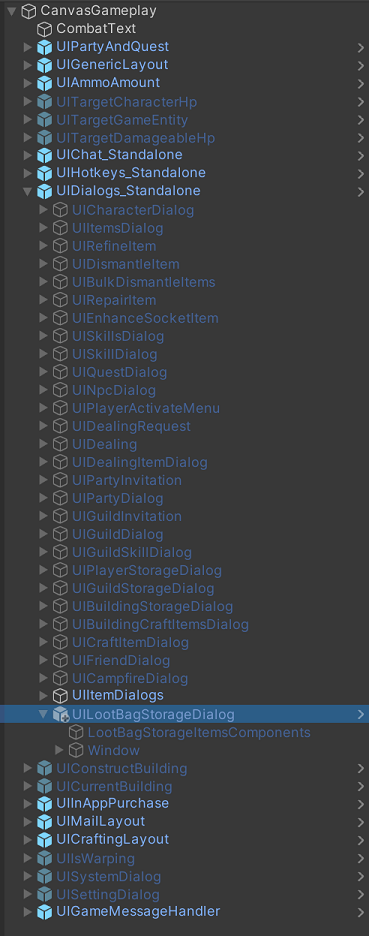 CanvasGameplay
CombatText
UIPartyAndQuest
UIGenericLayout
UIAmmoAmount
UITargetCharacterHp
UITargetGameEntity
UITargetDamageableHp
UIChat_Standalone
UIHotkeys_Standalone
UIDialogs_Standalone
UICharacterDialog
UIItemsDialog
UIRefineItem
UIDismantleItem
UIBulkDismantleItems
UIRepairItem
UIEnhanceSocketItem
UISkillsDialog
UISkillDialog
UIQuestDialog
UINpcDialog
UIPlayerActivateMenu
UIDealingRequest
UIDealing
UIDealingItemDialog
UIPartyInvitation
UIPartyDialog
UIGuildInvitation
UIGuildDialog
UIGuildSkillDialog
UIPlayerStorageDialog
UIGuildStorageDialog
UIBuildingStorageDialog
UIBuildingCraftItemsDialog
UICraftItemDialog
UIFriendDialog
UICampfireDialog
UIItemDialogs
UILootBagStorageDialog
LootBagStorageItemsComponents
Window
UIConstructBuilding
UICurrentBuilding
UIInAppPurchase
UIMailLayout
UICraftingLayout
UIIsWarping
UISystemDialog
UISettingDialog
UIGameMessageHandler